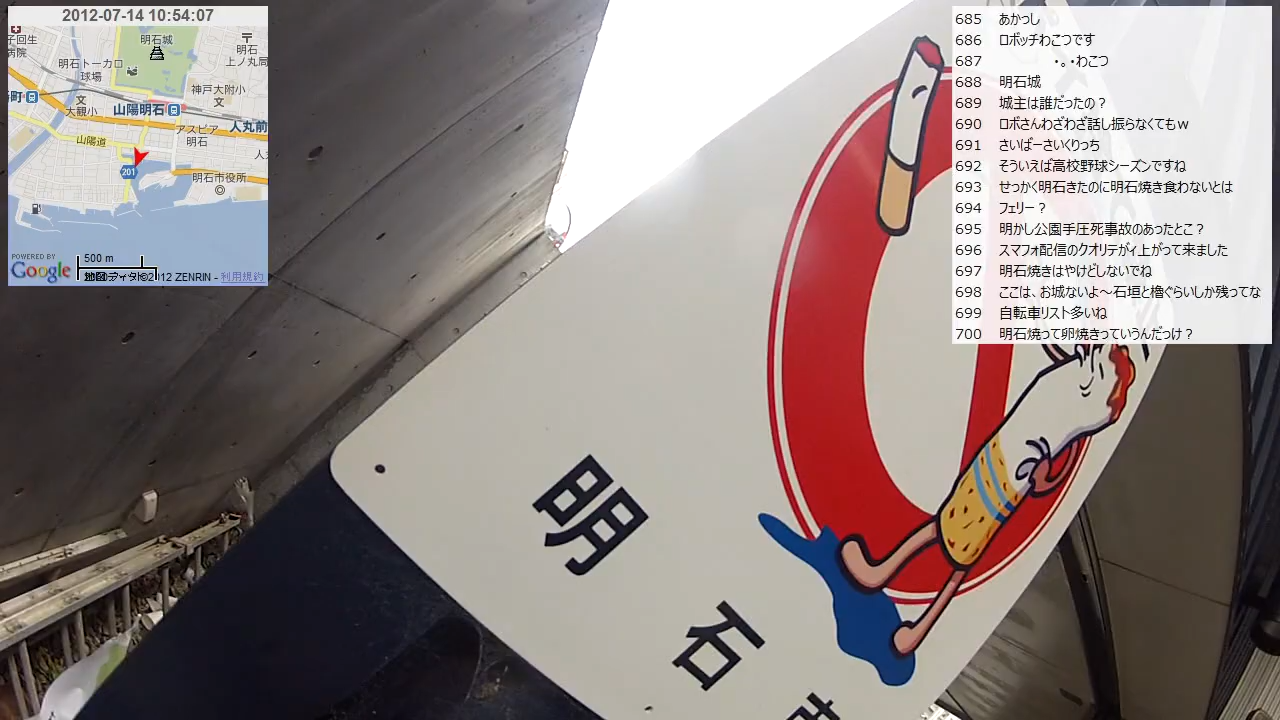 2012-07-14 10:54:07
子回生
病院
明石城
明石
上ノ丸局
明石トーカロ
球場
神戸大附小
文
文
大観小
山陽明石
人丸前
アスピア
明石
山陽道
201
明石市役所
POWERED BY
Google
500 m
2012 ZENRIN - 利用規約
685 あかっし
686 ロボッチわこつです
687 ・。・わこつ
688 明石城
689 城主は誰だったの？
690 ロボさんわざわざ話し振らなくてもｗ
691 さいばーさいくりっち
692 そういえば高校野球シーズンですね
693 せっかく明石きたのに明石焼き食わないとは
694 フェリー？
695 明かし公園手圧死事故のあったとこ？
696 スマフォ配信のクオリテがィ上がって来ました
697 明石焼きはやけどしないでね
698 ここは、お城ないよ～石垣と櫓ぐらいしか残ってな
699 自転車リスト多いね
700 明石焼って卵焼きっていうんだっけ？
明石市